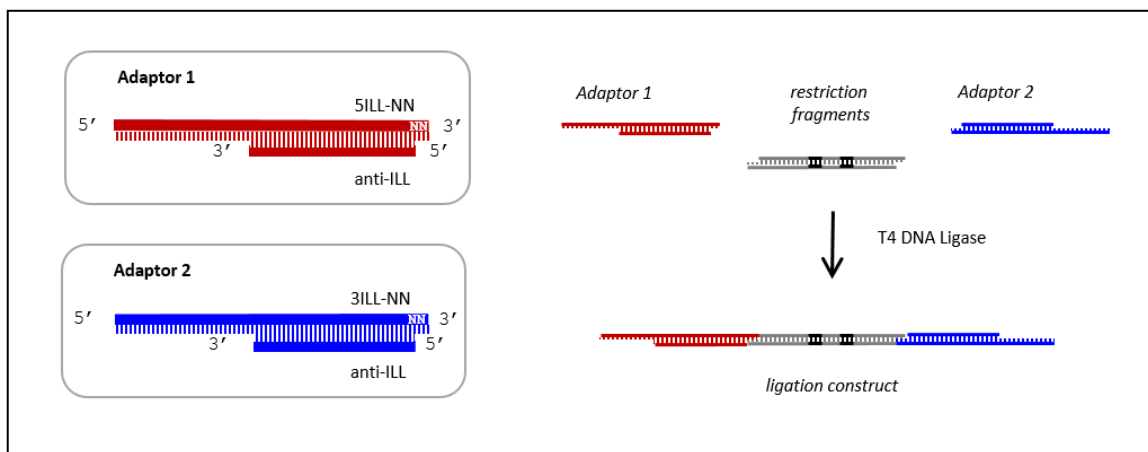 Adaptor 1
5ILL-NN
5’
NN
3’
3’
5’
anti-ILL
Adaptor 2
3ILL-NN
5’
NN
3’
3’
5’
anti-ILL
Adaptor 1
restriction
fragments
Adaptor 2
T4 DNA Ligase
ligation construct